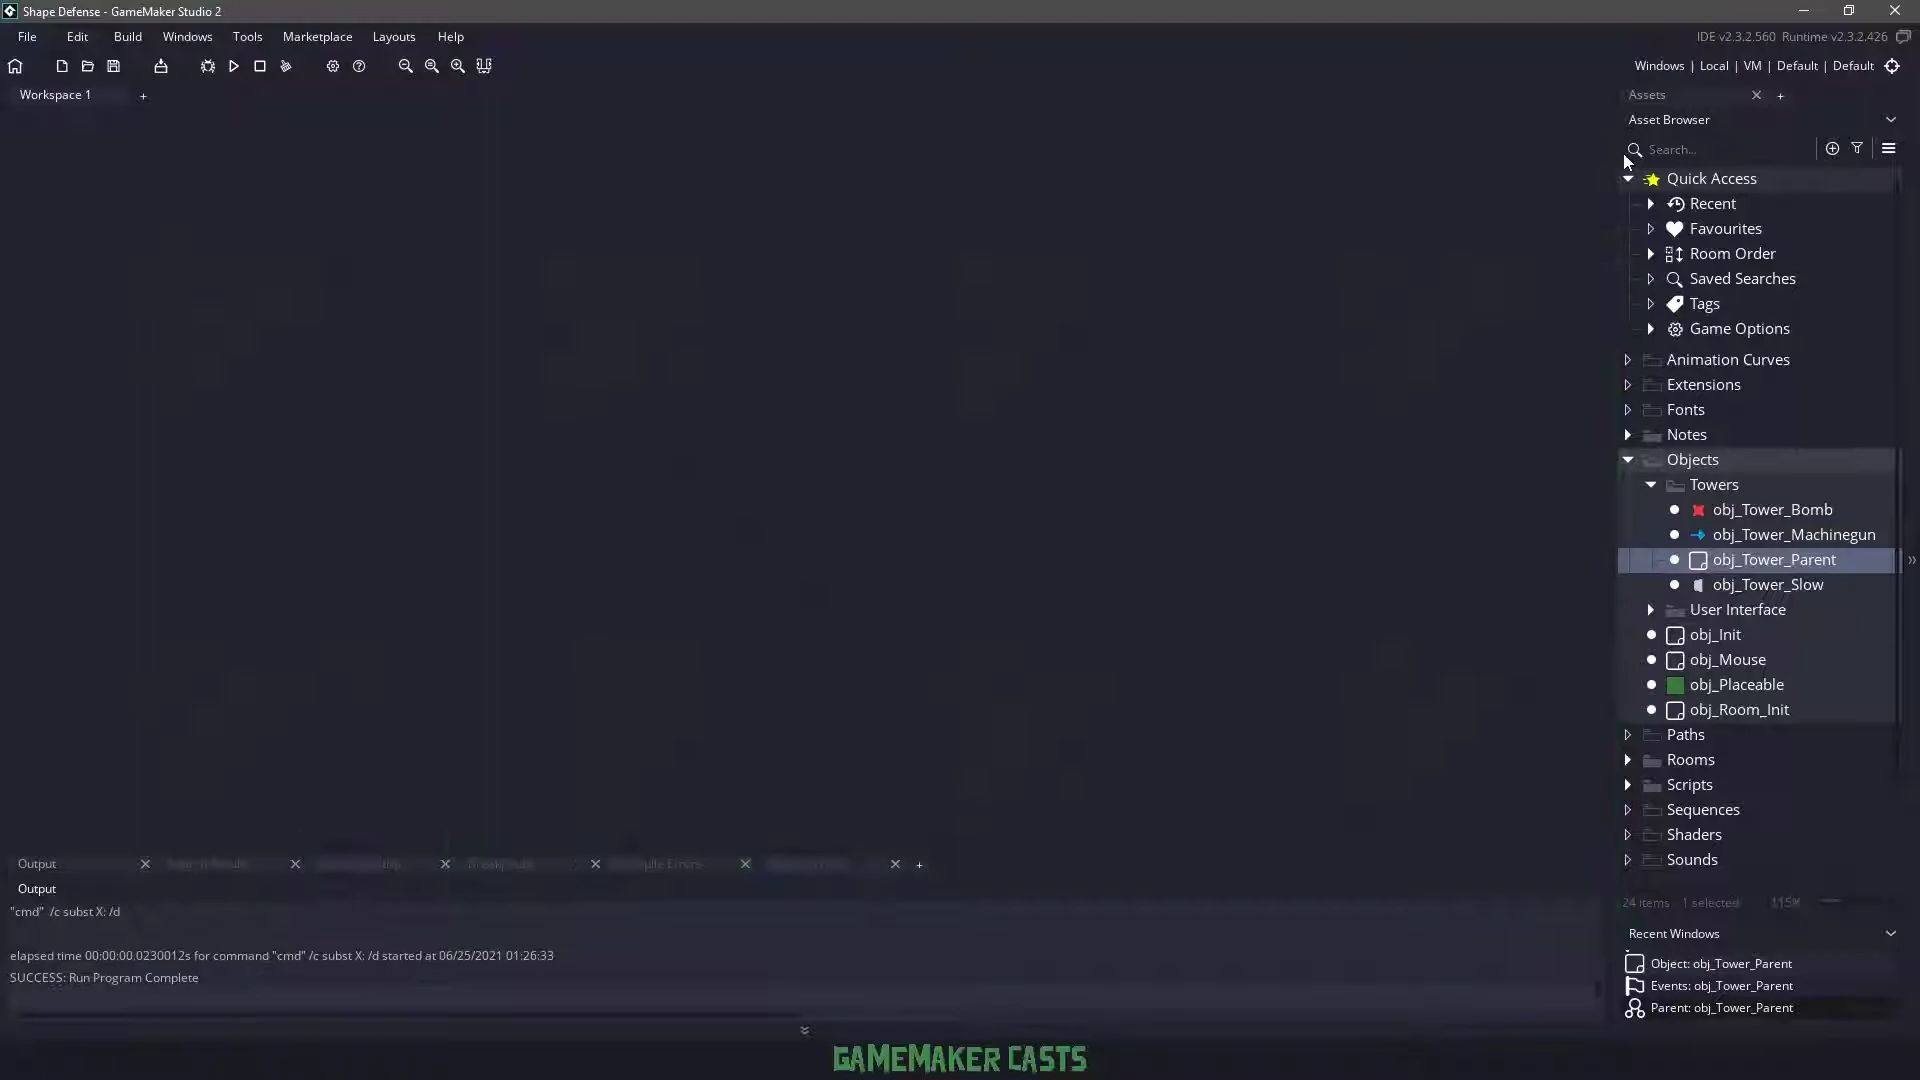 Shape Defense - GameMaker Studio 2
File Edit Build Windows Tools Marketplace Layouts Help
IDE v2.3.2.560 Runtime v2.3.2.426
Windows | Local | VM | Default | Default
Workspace 1
Assets
Asset Browser
Search...
Quick Access
Recent
Favourites
Room Order
Saved Searches
Tags
Game Options
Animation Curves
Extensions
Fonts
Notes
Objects
Towers
obj_Tower_Bomb
obj_Tower_Machinegun
obj_Tower_Parent
obj_Tower_Slow
User Interface
obj_Init
obj_Mouse
obj_Placeable
obj_Room_Init
Paths
Rooms
Scripts
Sequences
Shaders
Sounds
24 items 1 selected 115%
Recent Windows
Object: obj_Tower_Parent
Events: obj_Tower_Parent
Parent: obj_Tower_Parent
Output
Output
"cmd" /c subst X: /d
elapsed time 00:00:00.0230012s for command "cmd" /c subst X: /d started at 06/25/2021 01:26:33
SUCCESS: Run Program Complete
GAMEMAKER CASTS